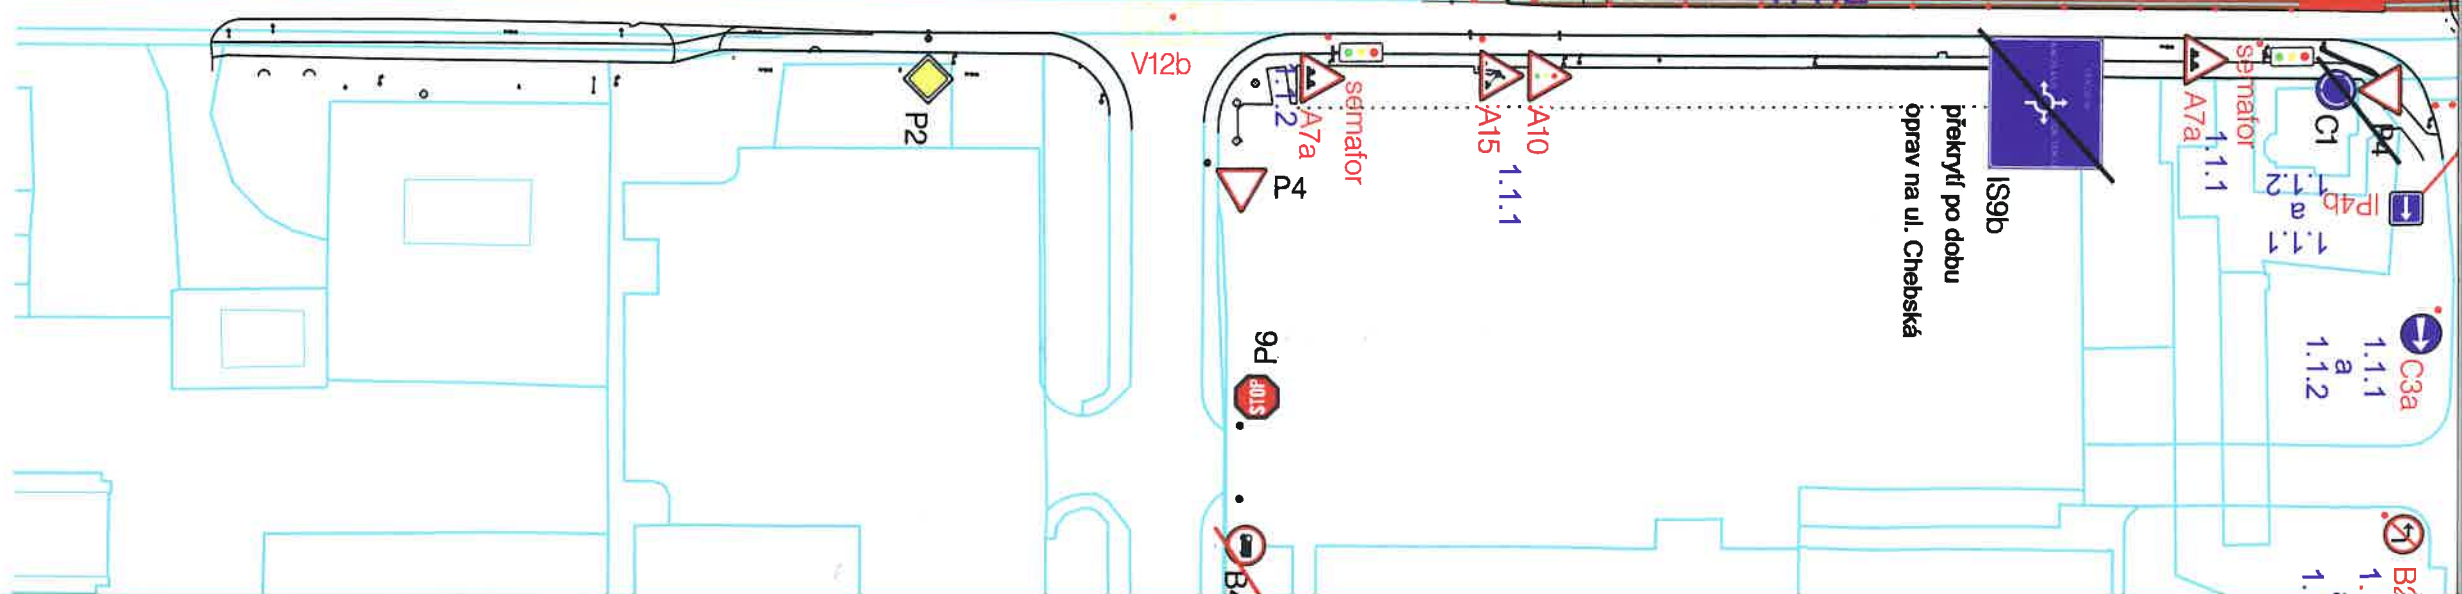 V12b
P2
1.1.2
A7a
semafor
P4
A15
A10
1.1.1
překrytí po dobu
oprav na ul. Chebská
IS9b
A7a
semafor
1.1.1
C1
P4
1.1.2
a
1.1.1
IP4b
C3a
1.1.1
a
1.1.2
P6
STOP